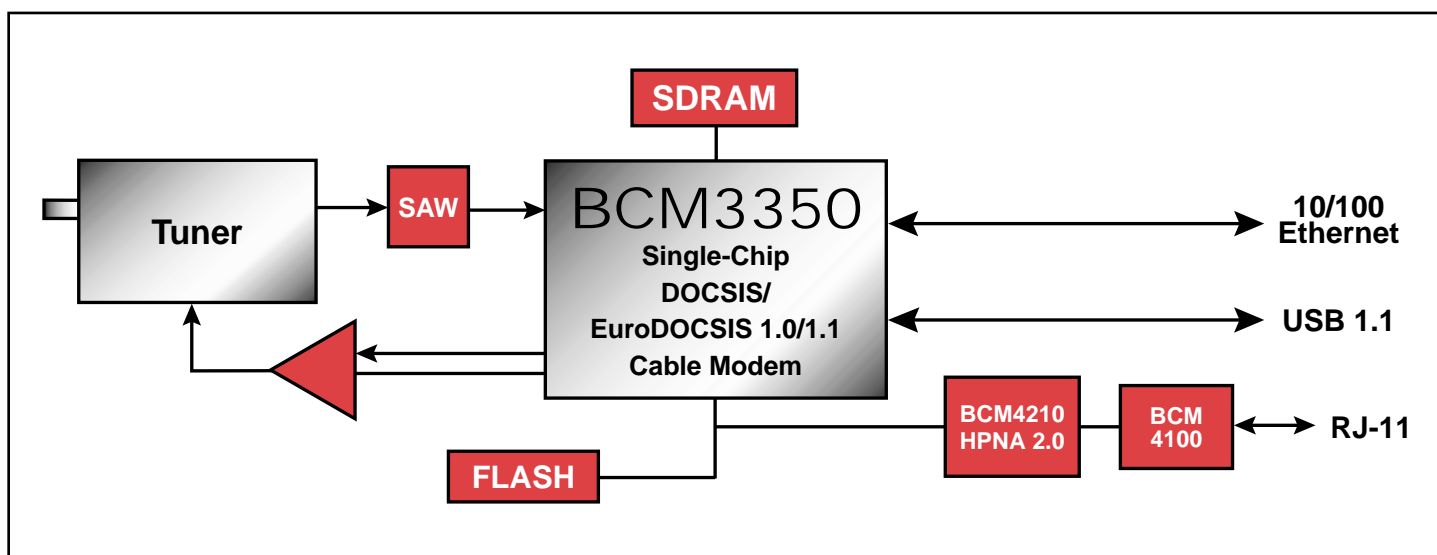 SDRAM
Tuner
SAW
BCM3350
Single-Chip
DOCSIS/
EuroDOCSIS 1.0/1.1
Cable Modem
10/100
Ethernet
USB 1.1
BCM4210
HPNA 2.0
BCM
4100
RJ-11
FLASH